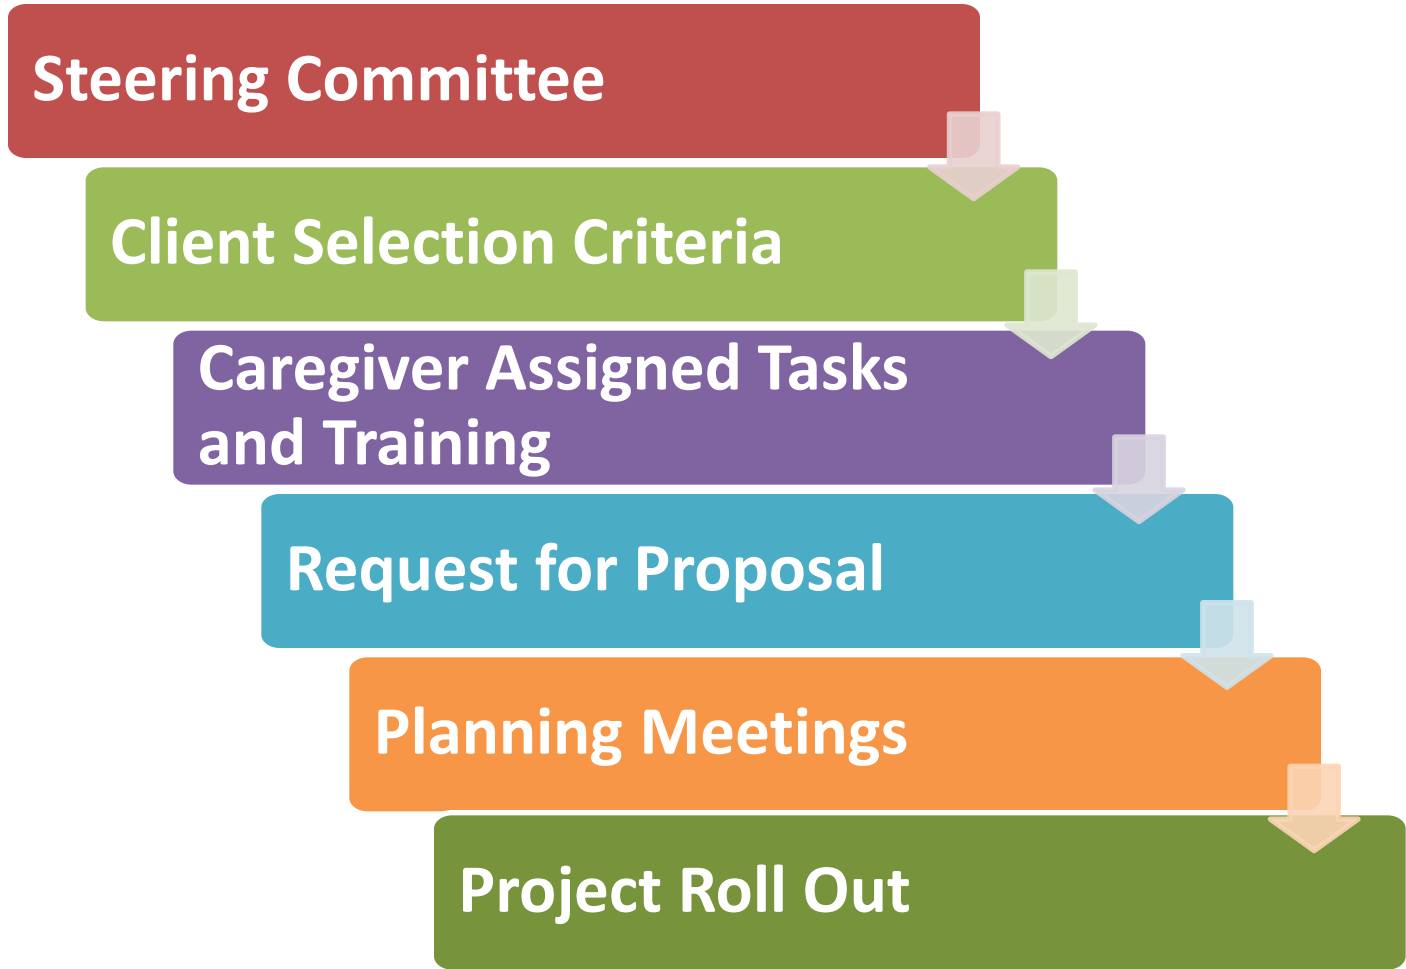 Steering Committee
Client Selection Criteria
Caregiver Assigned Tasks
and Training
Request for Proposal
Planning Meetings
Project Roll Out